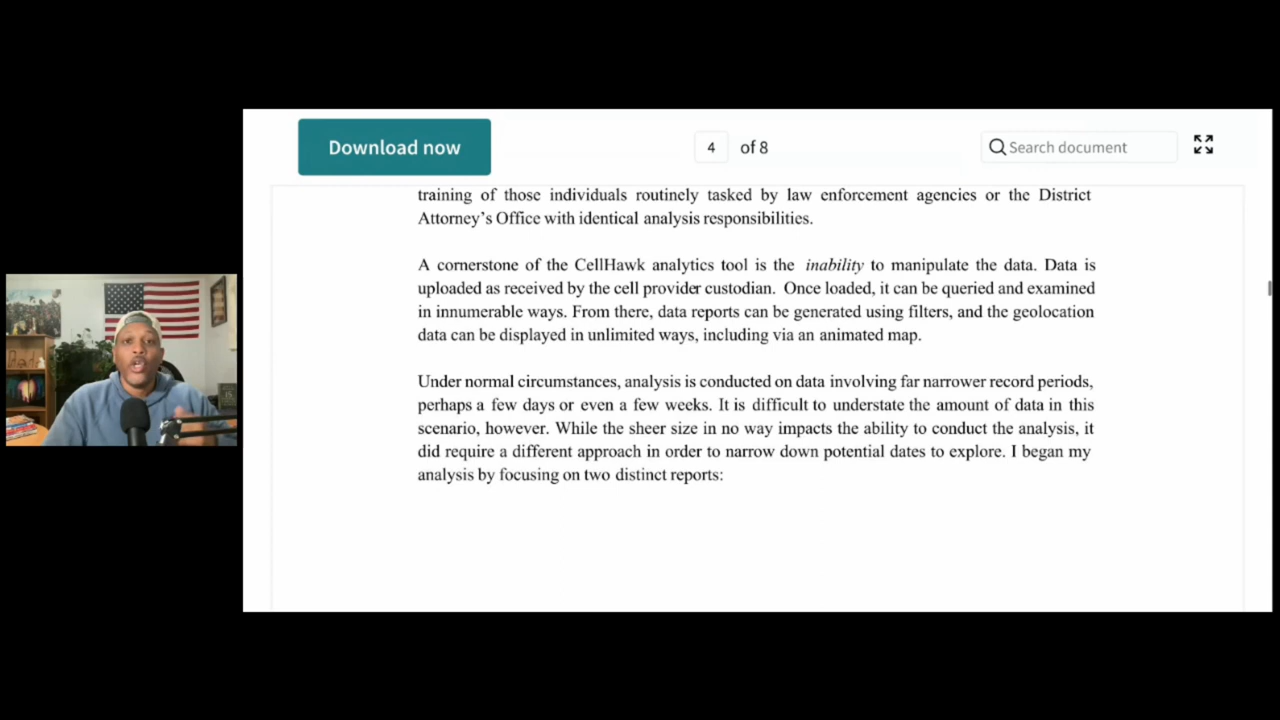 Download now
4 of 8
Search document
training of those individuals routinely tasked by law enforcement agencies or the District
Attorney’s Office with identical analysis responsibilities.
A cornerstone of the CellHawk analytics tool is the inability to manipulate the data. Data is
uploaded as received by the cell provider custodian. Once loaded, it can be queried and examined
in innumerable ways. From there, data reports can be generated using filters, and the geolocation
data can be displayed in unlimited ways, including via an animated map.
Under normal circumstances, analysis is conducted on data involving far narrower record periods,
perhaps a few days or even a few weeks. It is difficult to understate the amount of data in this
scenario, however. While the sheer size in no way impacts the ability to conduct the analysis, it
did require a different approach in order to narrow down potential dates to explore. I began my
analysis by focusing on two distinct reports: